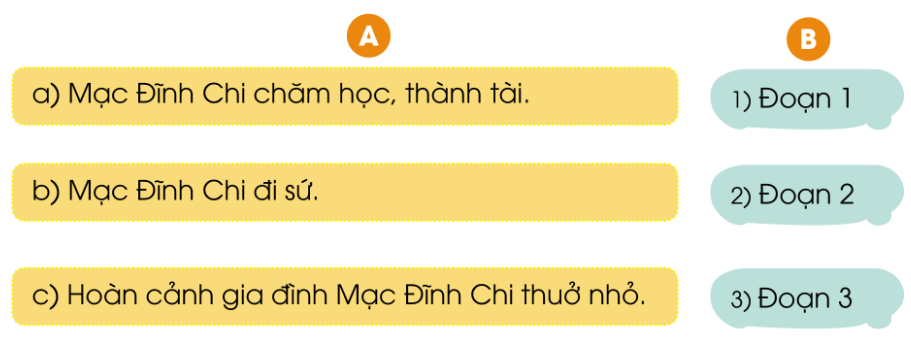 A
B
a) Mạc Đĩnh Chi chăm học, thành tài.
1) Đoạn 1
b) Mạc Đĩnh Chi đi sứ.
2) Đoạn 2
c) Hoàn cảnh gia đình Mạc Đĩnh Chi thuở nhỏ.
3) Đoạn 3